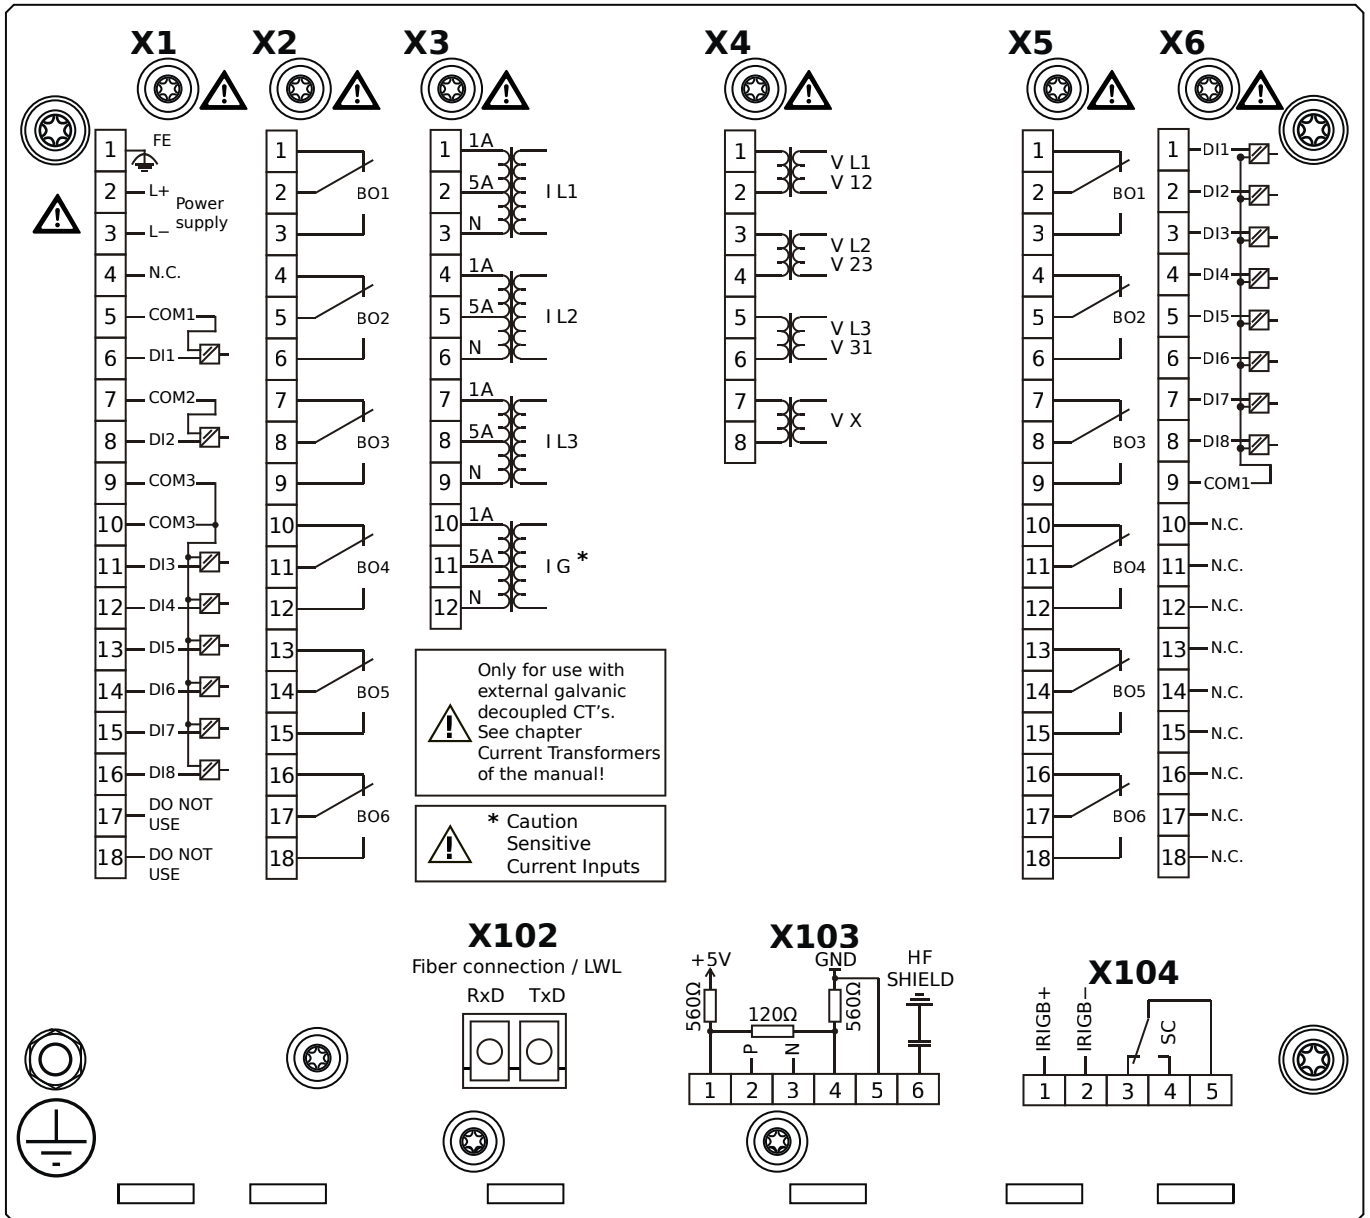 X1
X2
X3
X4
X5
X6
1 FE
2 L+
Power
supply
3 L−
4 N.C.
5 COM1
6 DI1
7 COM2
8 DI2
9 COM3
10 COM3
11 DI3
12 DI4
13 DI5
14 DI6
15 DI7
16 DI8
17 DO NOT
USE
18 DO NOT
USE
1
2 BO1
3
4
5 BO2
6
7
8 BO3
9
10
11 BO4
12
13
14 BO5
15
16
17 BO6
18
1 1A
2 5A I L1
3 N
4 1A
5 5A I L2
6 N
7 1A
8 5A I L3
9 N
10 1A
11 5A I G *
12 N
Only for use with
external galvanic
decoupled CT's.
See chapter
Current Transformers
of the manual!
* Caution
Sensitive
Current Inputs
1 V L1
2 V 12
3 V L2
4 V 23
5 V L3
6 V 31
7 V X
8
1
2 BO1
3
4
5 BO2
6
7
8 BO3
9
10
11 BO4
12
13
14 BO5
15
16
17 BO6
18
1 DI1
2 DI2
3 DI3
4 DI4
5 DI5
6 DI6
7 DI7
8 DI8
9 COM1
10 N.C.
11 N.C.
12 N.C.
13 N.C.
14 N.C.
15 N.C.
16 N.C.
17 N.C.
18 N.C.
X102
Fiber connection / LWL
RxD TxD
X103
+5V GND HF
SHIELD
560Ω 120Ω 560Ω
P N
1 2 3 4 5 6
X104
IRIGB+ IRIGB− SC
1 2 3 4 5